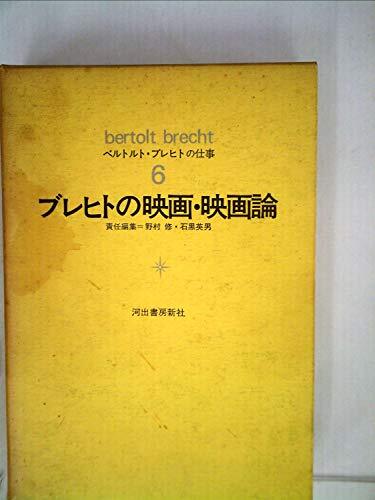 bertolt brecht
ベルトルト・ブレヒトの仕事
6
ブレヒトの映画・映画論
責任編集=野村 修・石黒英男
河出書房新社